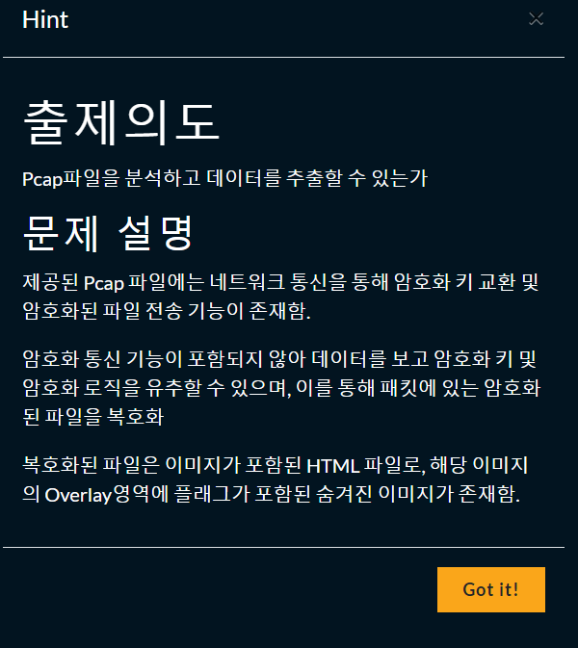 Hint
출제의도
Pcap파일을 분석하고 데이터를 추출할 수 있는가
문제 설명
제공된 Pcap 파일에는 네트워크 통신을 통해 암호화 키 교환 및
암호화된 파일 전송 기능이 존재함.
암호화 통신 기능이 포함되지 않아 데이터를 보고 암호화 키 및
암호화 로직을 유추할 수 있으며, 이를 통해 패킷에 있는 암호화
된 파일을 복호화
복호화된 파일은 이미지가 포함된 HTML 파일로, 해당 이미지
의 Overlay영역에 플래그가 포함된 숨겨진 이미지가 존재함.
Got it!